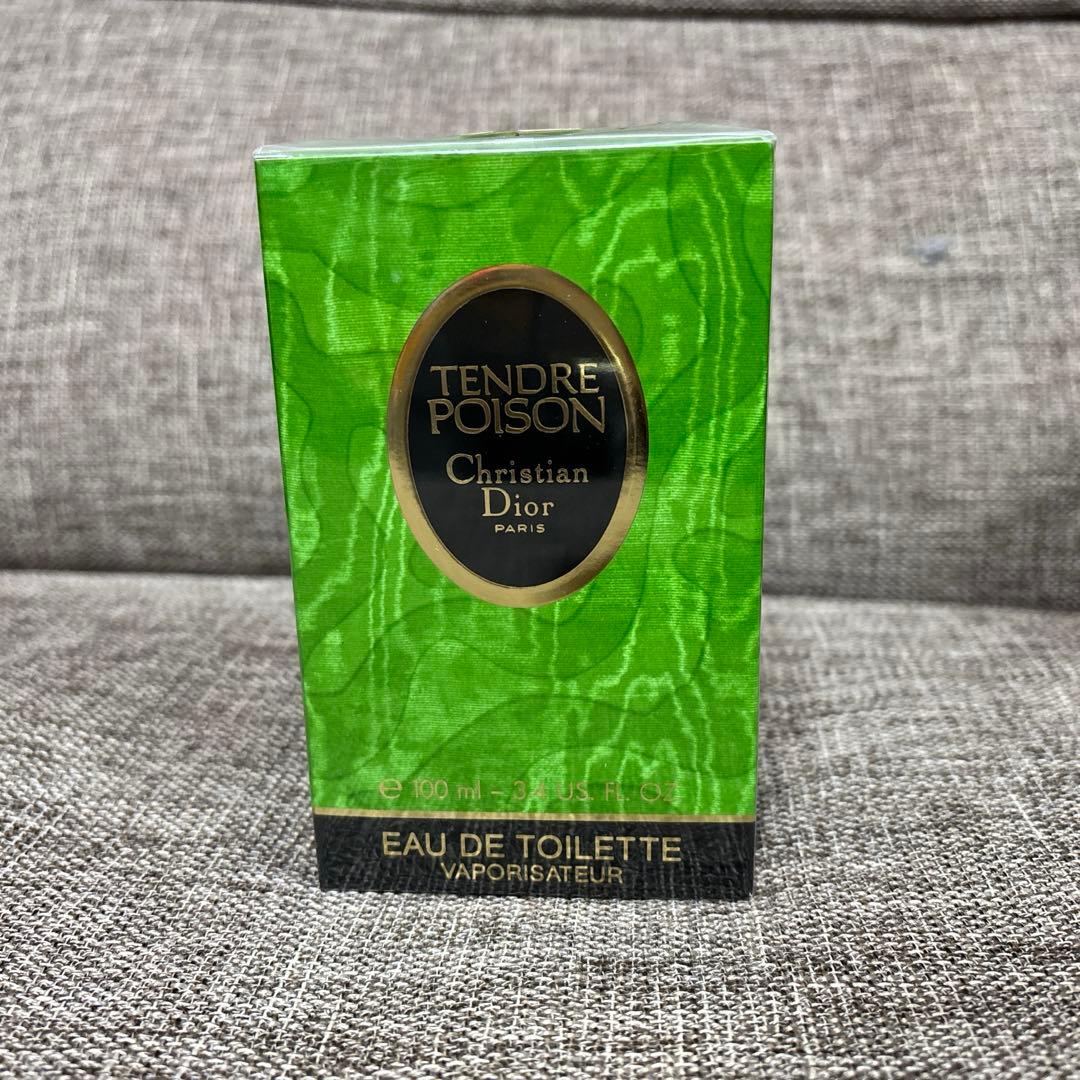 TENDRE
POISON
Christian
Dior
PARIS
℮ 100 ml – 3.4 US. FL. OZ
EAU DE TOILETTE
VAPORISATEUR